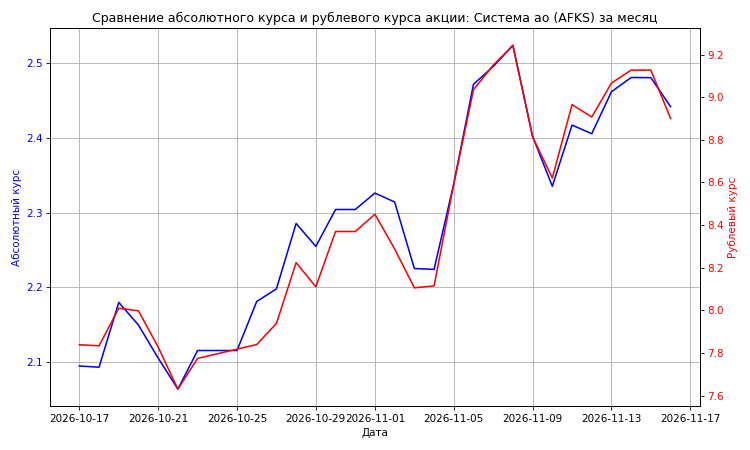 Сравнение абсолютного курса и рублевого курса акции: Система ао (AFKS) за месяц
Абсолютный курс
2.5
2.4
2.3
2.2
2.1
9.2
9.0
8.8
8.6
8.4
8.2
8.0
7.8
7.6
Рублевый курс
2026-10-17 2026-10-21 2026-10-25 2026-10-29 2026-11-01 2026-11-05 2026-11-09 2026-11-13 2026-11-17
Дата